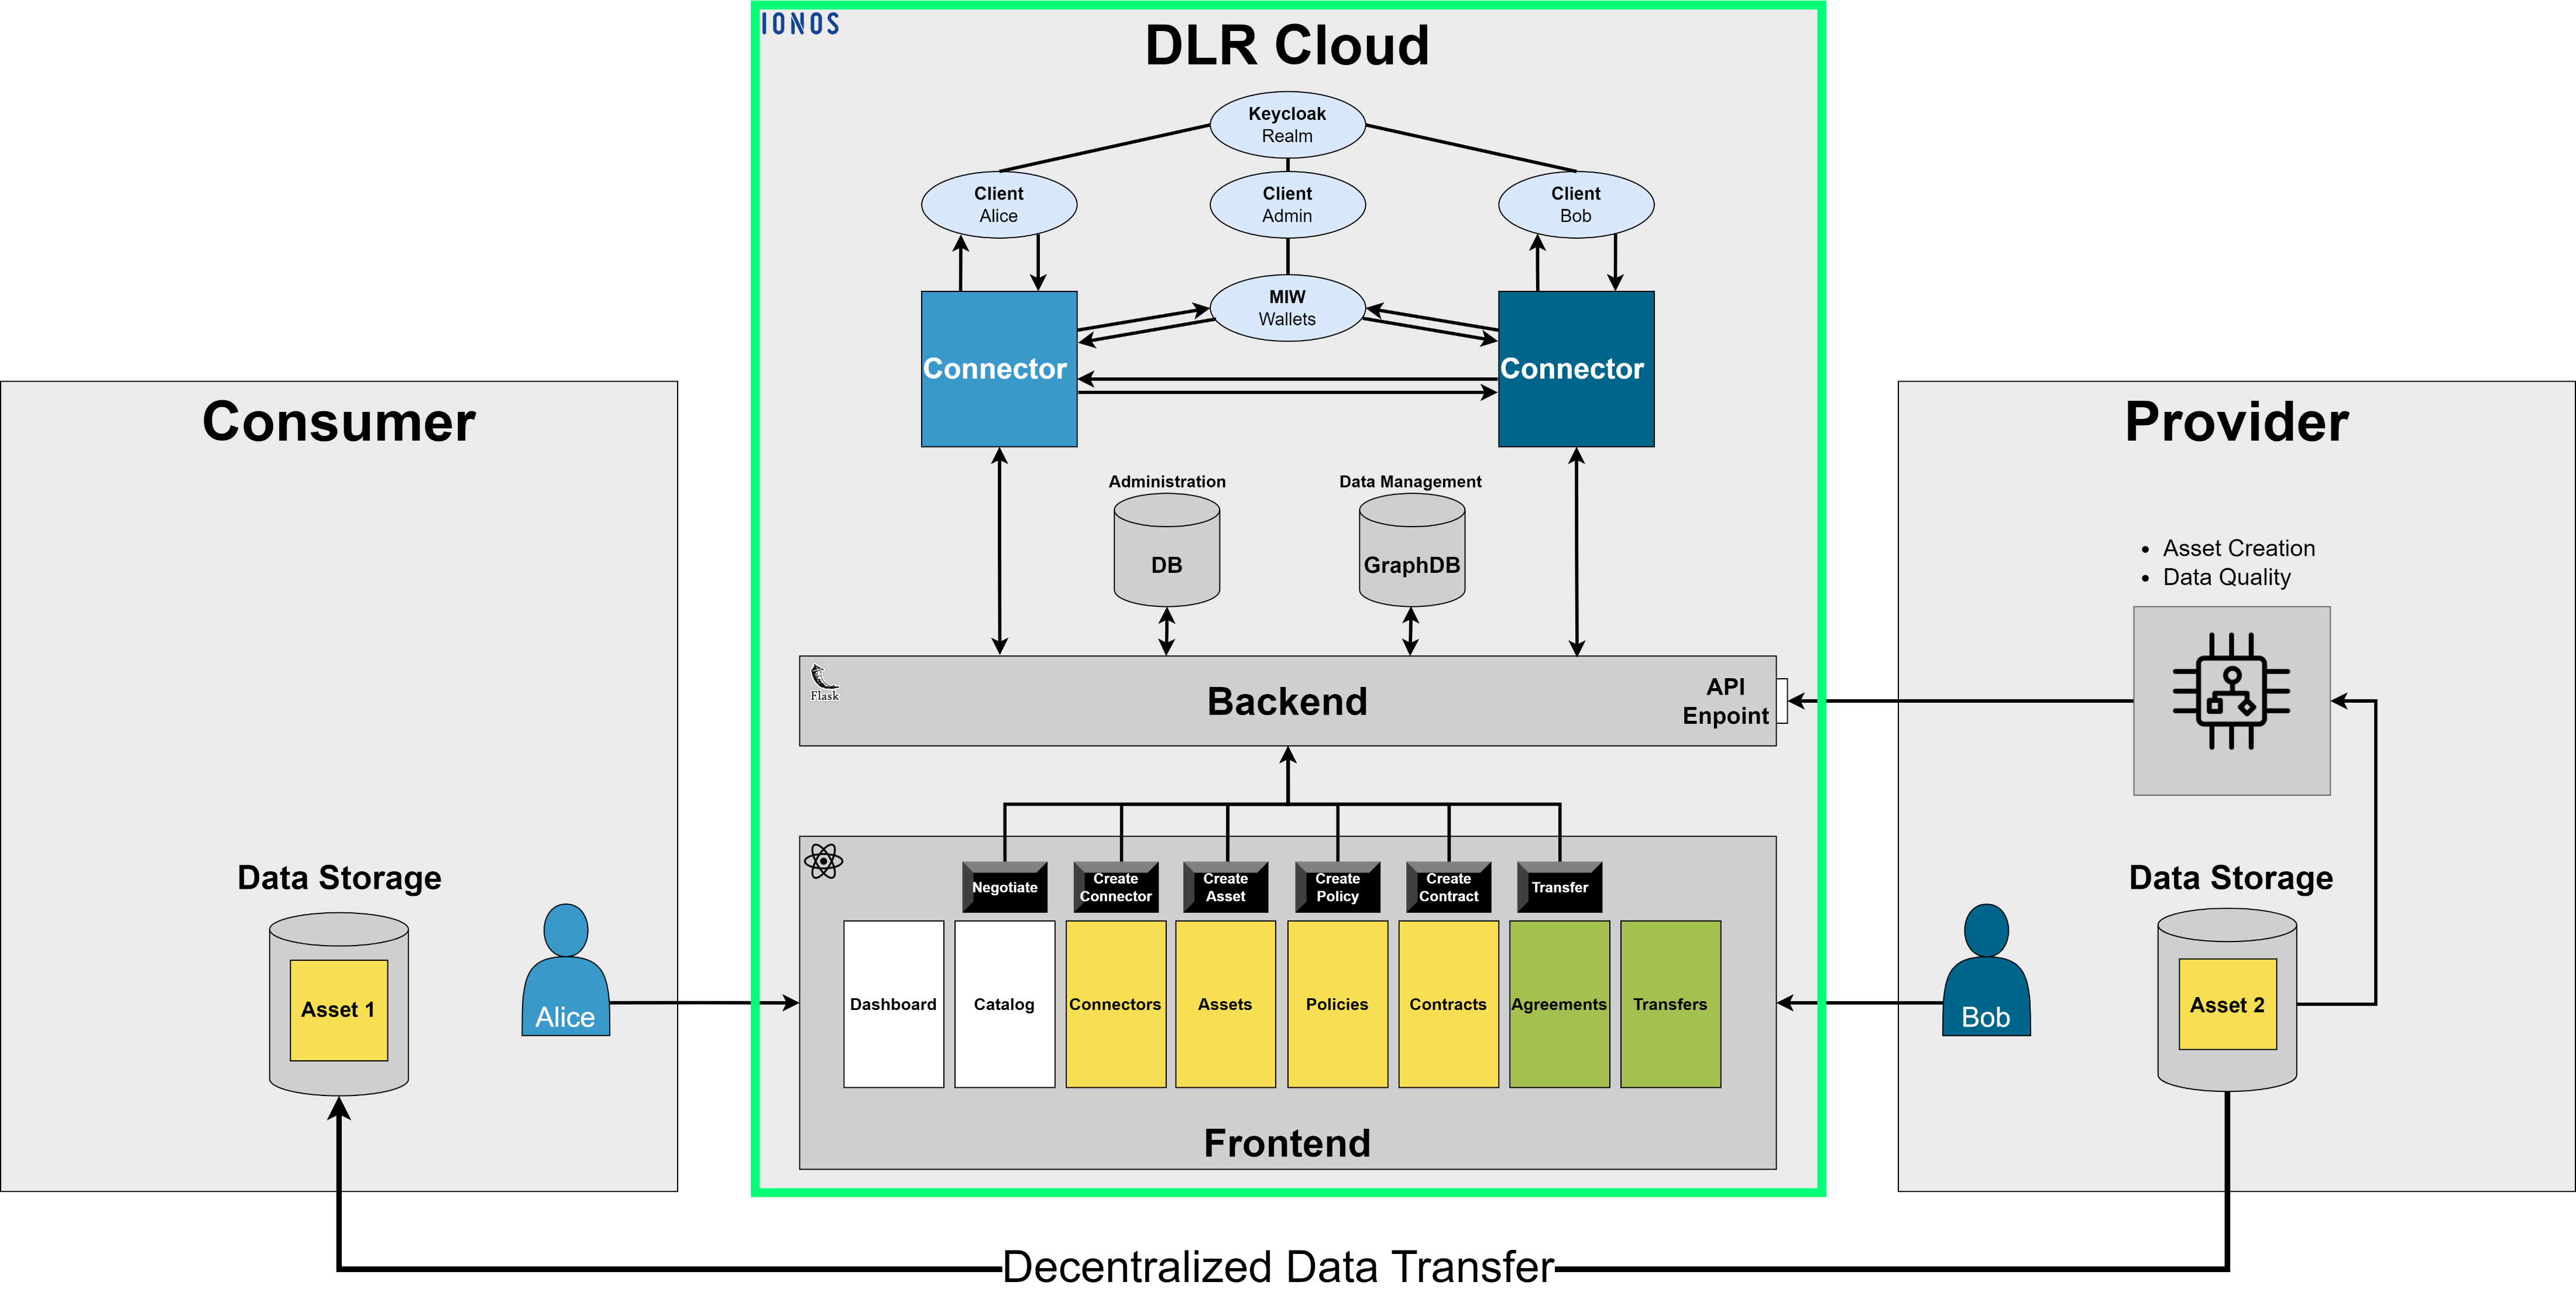 IONOS
DLR Cloud
Keycloak
Realm
Client
Alice
Client
Admin
Client
Bob
MIW
Wallets
Connector
Connector
Consumer
Provider
Administration
Data Management
DB
GraphDB
• Asset Creation
• Data Quality
Flask
Backend
API
Enpoint
Negotiate
Create
Connector
Create
Asset
Create
Policy
Create
Contract
Transfer
Data Storage
Data Storage
Asset 1
Alice
Dashboard
Catalog
Connectors
Assets
Policies
Contracts
Agreements
Transfers
Bob
Asset 2
Frontend
Decentralized Data Transfer